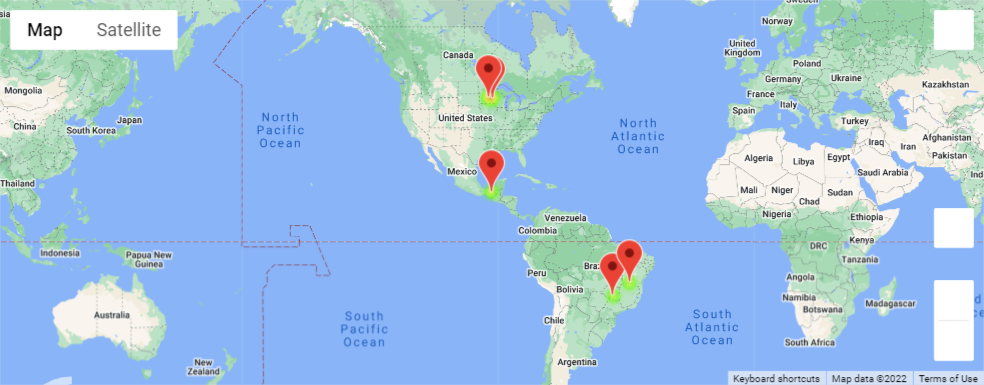 Map
Satellite
Sweden
Norway
Canada
United
Kingdom
Poland
Germany
Ukraine
Kazakhstan
Mongolia
France
Italy
Spain
United States
North
Pacific
Ocean
North
Atlantic
Ocean
Japan
China
South Korea
Turkey
Afghanistan
Iraq
Iran
Pakistan
Algeria
Libya
Egypt
Saudi Arabia
Mexico
Thailand
Mali
Niger
Sudan
Chad
Nigeria
Ethiopia
Venezuela
Colombia
Indonesia
Papua New
Guinea
DRC
Kenya
Tanzania
Peru
Bra
Bolivia
Angola
Namibia
Botswana
Madagascar
Australia
Chile
South
Pacific
Ocean
South
Atlantic
Ocean
South Africa
New
Zealand
Argentina
Keyboard shortcuts
Map data ©2022
Terms of Use